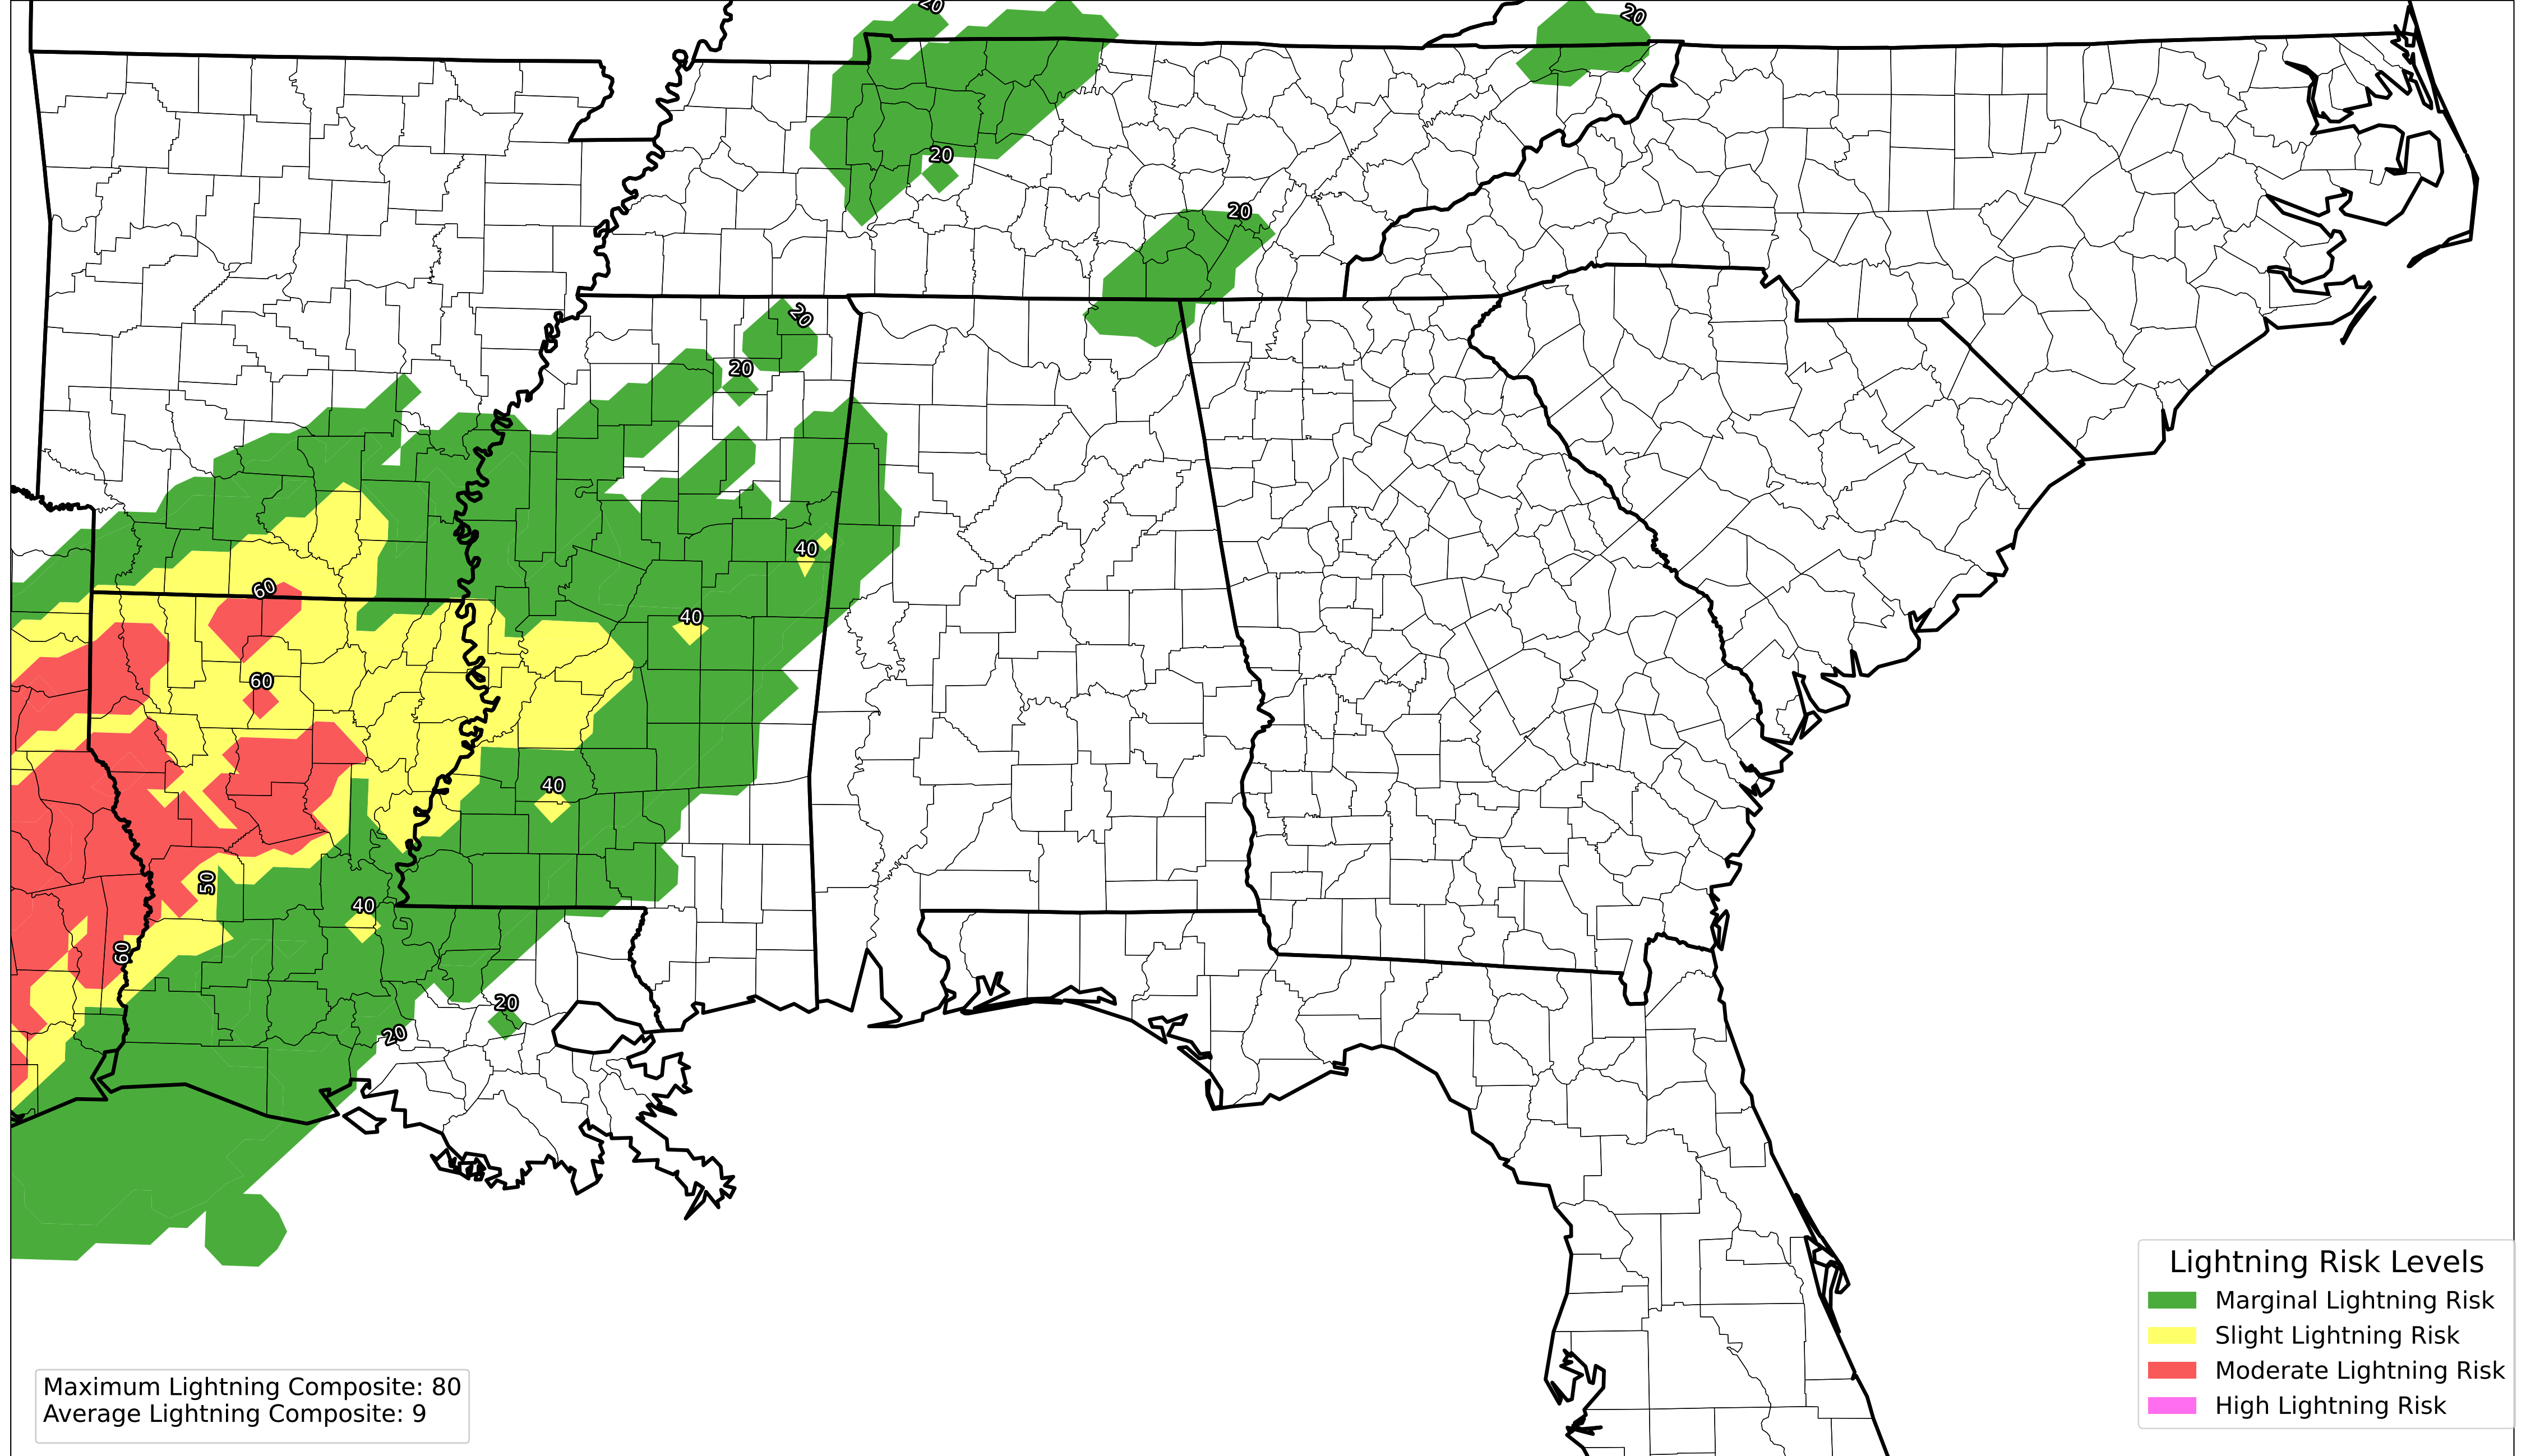 20
20
20
20
20
20
40
60
40
60
40
50
40
60
20
20
Lightning Risk Levels
Marginal Lightning Risk
Slight Lightning Risk
Moderate Lightning Risk
High Lightning Risk
Maximum Lightning Composite: 80
Average Lightning Composite: 9